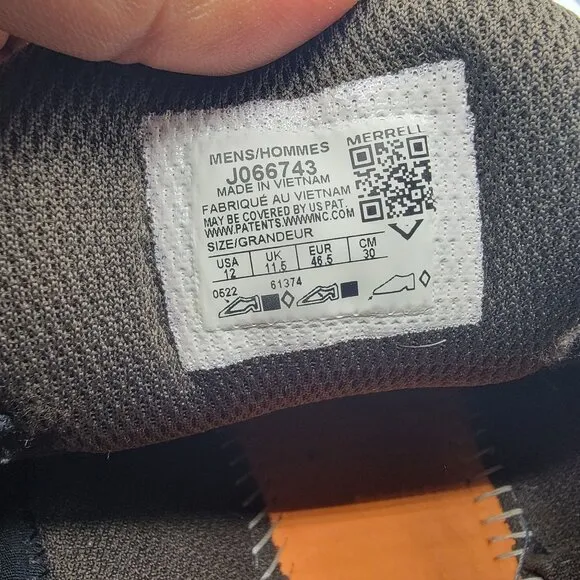 MENS/HOMMES
MERRELL
J066743
MADE IN VIETNAM
FABRIQUÉ AU VIETNAM
MAY BE COVERED BY US PAT.
WWW.PATENTS.WWWINC.COM
SIZE/GRANDEUR
USA UK EUR CM
12 11.5 46.5 30
0522 61374